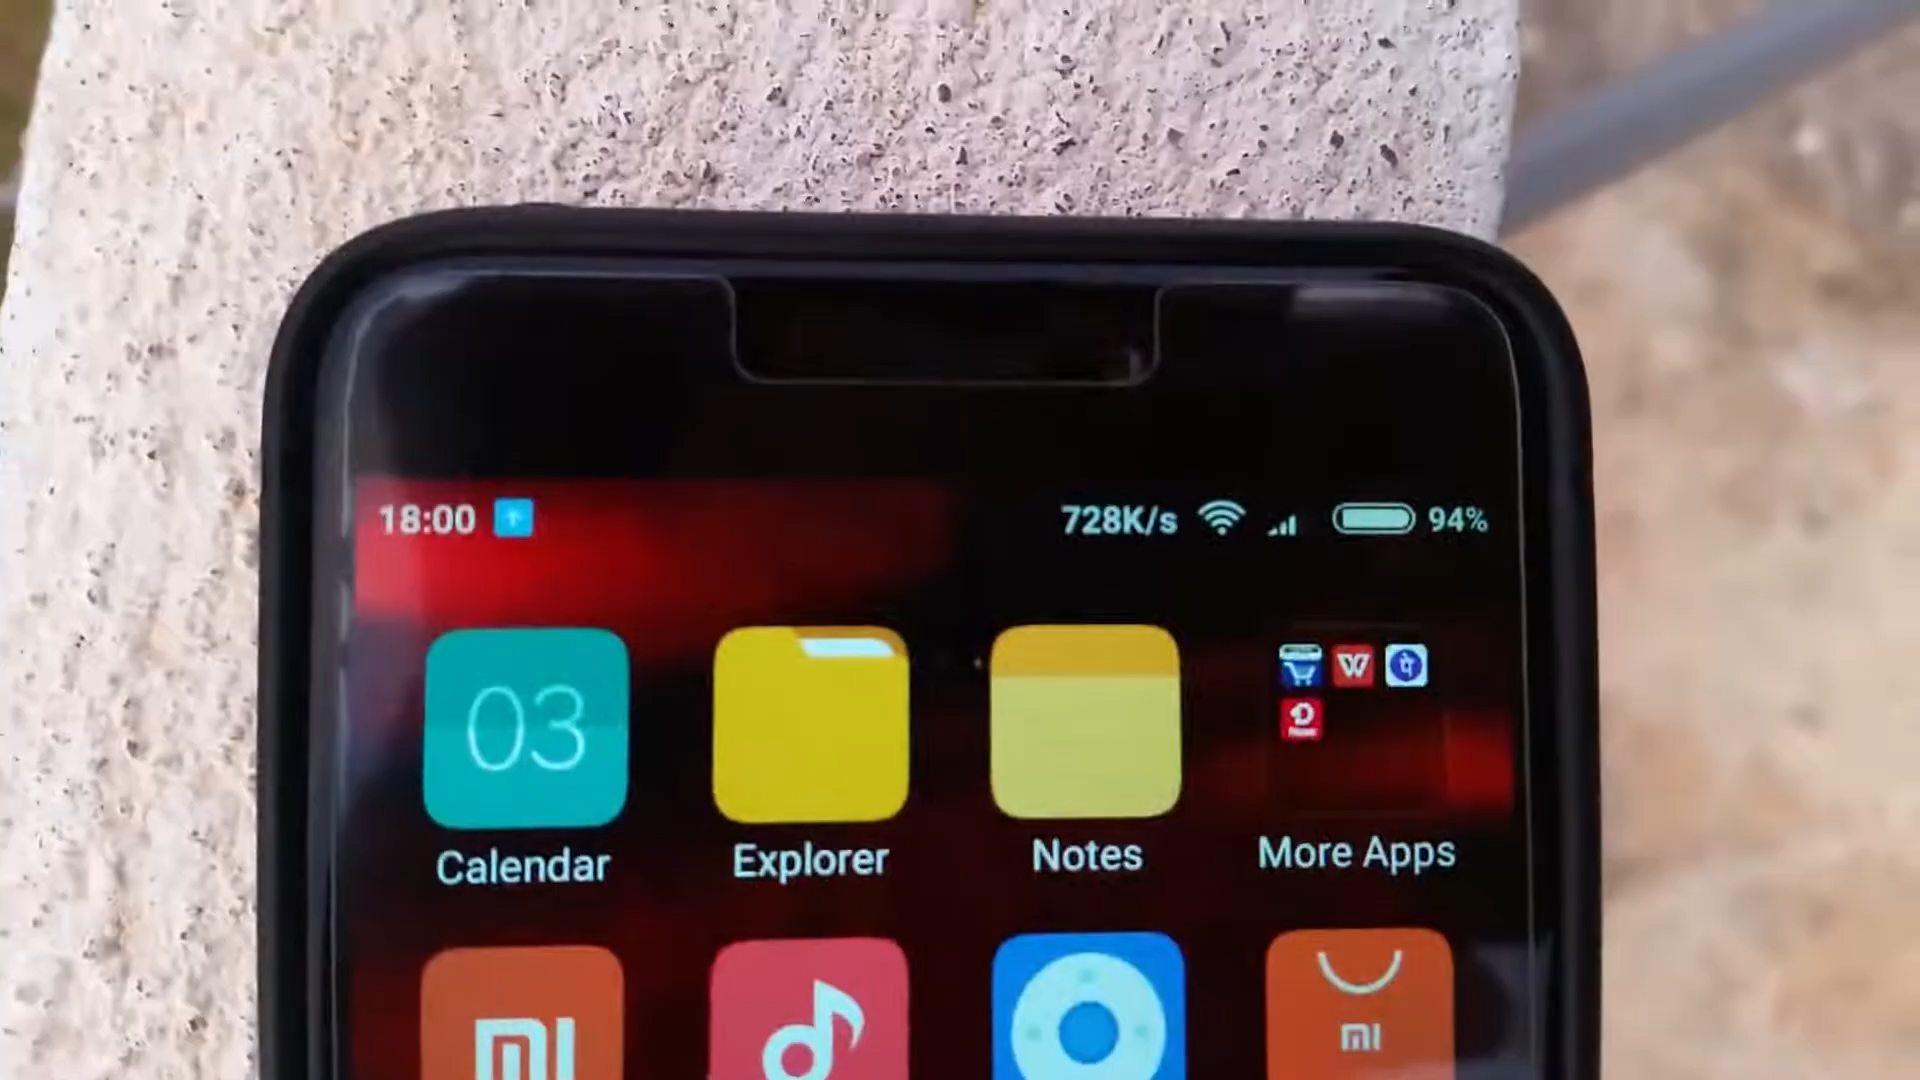 18:00 728K/s 94%
03
W पे
Calendar Explorer Notes More Apps
mi mi